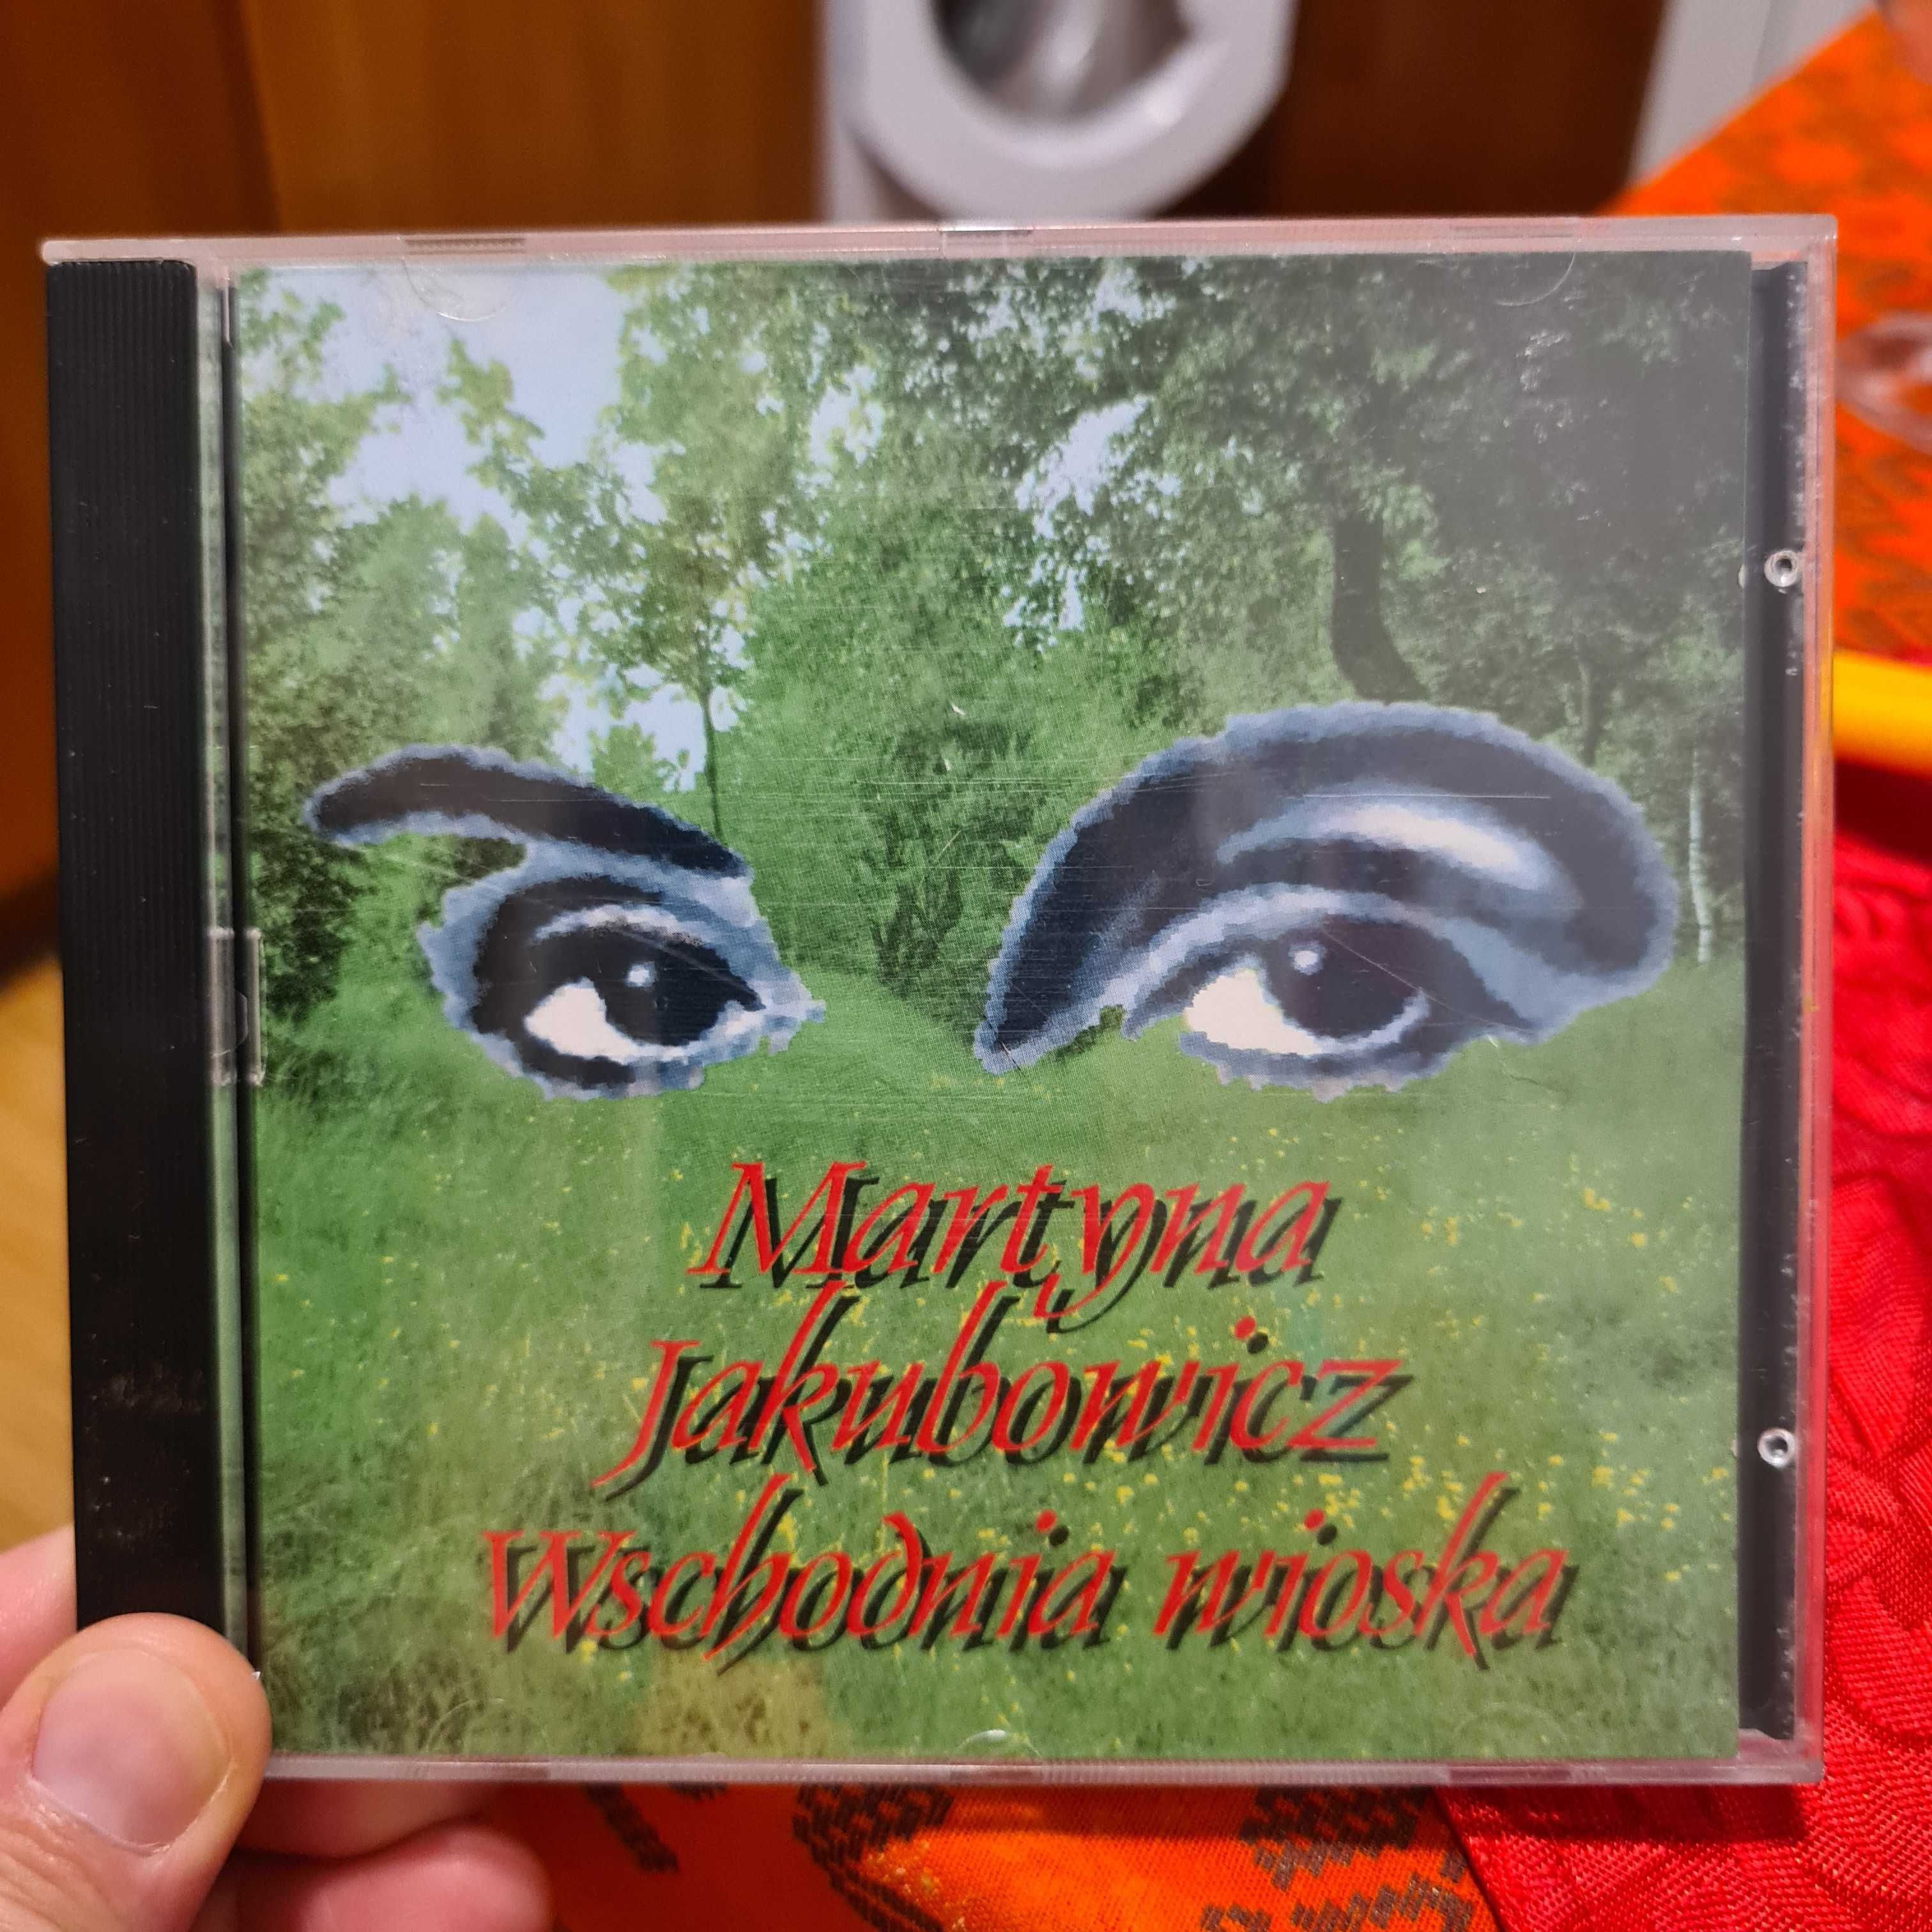 Martyna
Jakubowicz
Wschodnia wioska